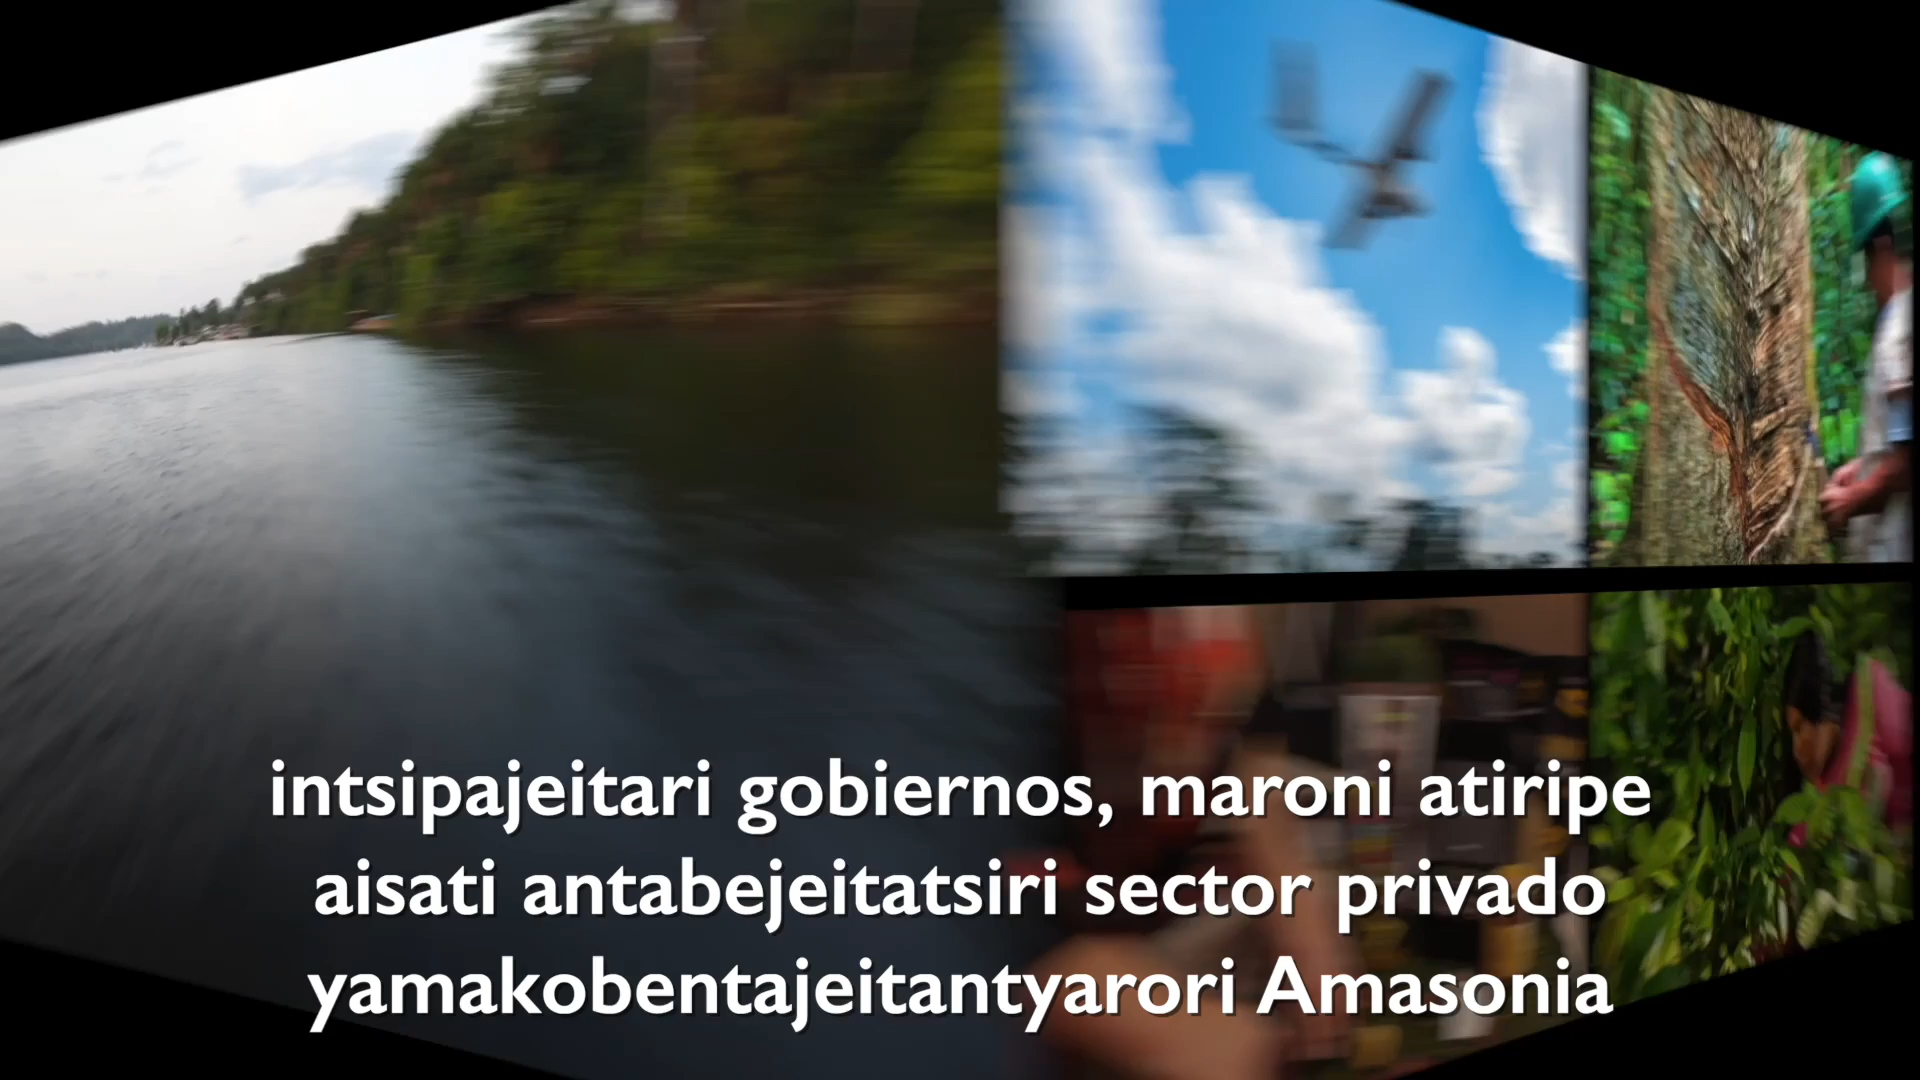 intsipajeitari gobiernos, maroni atiripe
aisati antabejeitatsiri sector privado
yamakobentajeitantyarori Amasonia